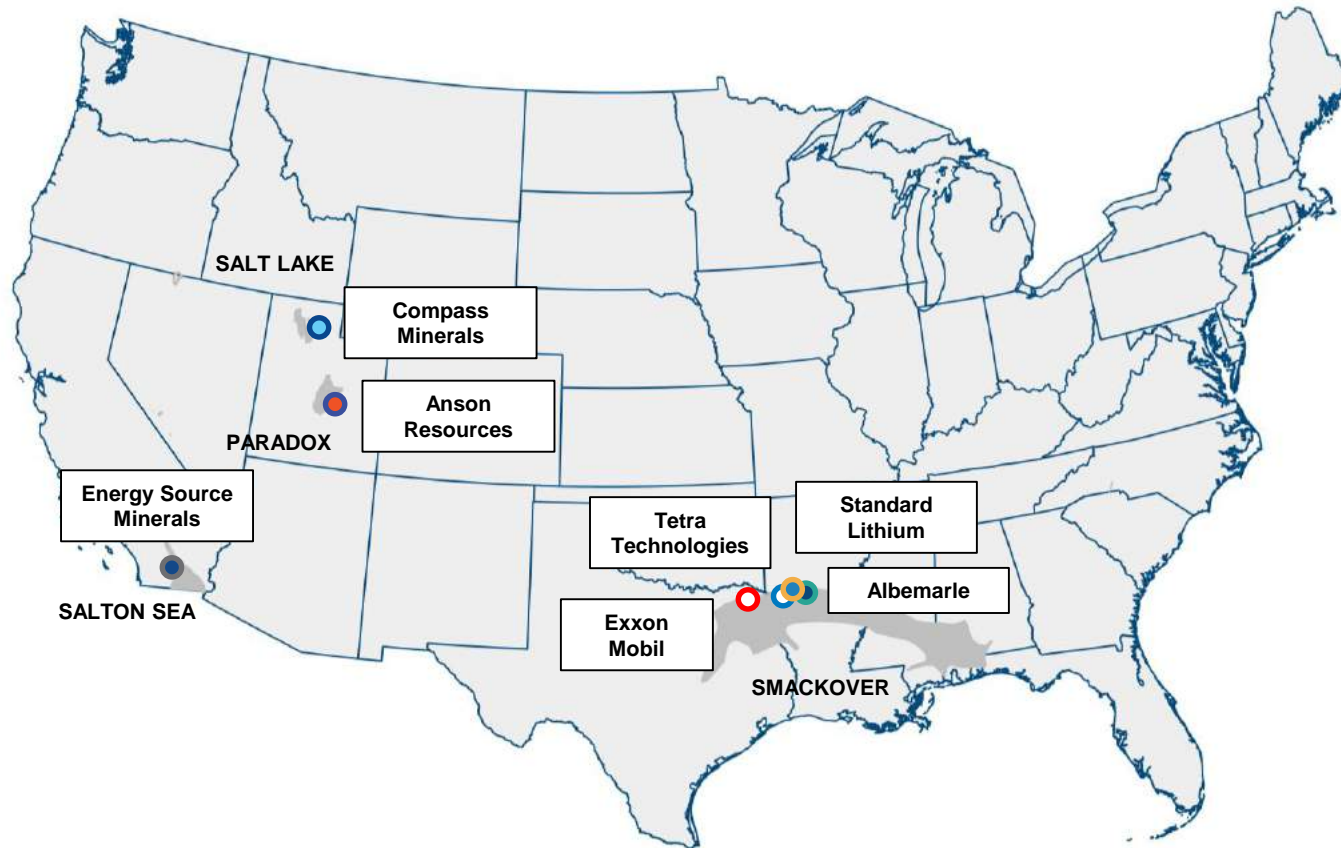 SALT LAKE
Compass
Minerals
Anson
Resources
PARADOX
Energy Source
Minerals
SALTON SEA
Tetra
Technologies
Standard
Lithium
Albemarle
Exxon
Mobil
SMACKOVER